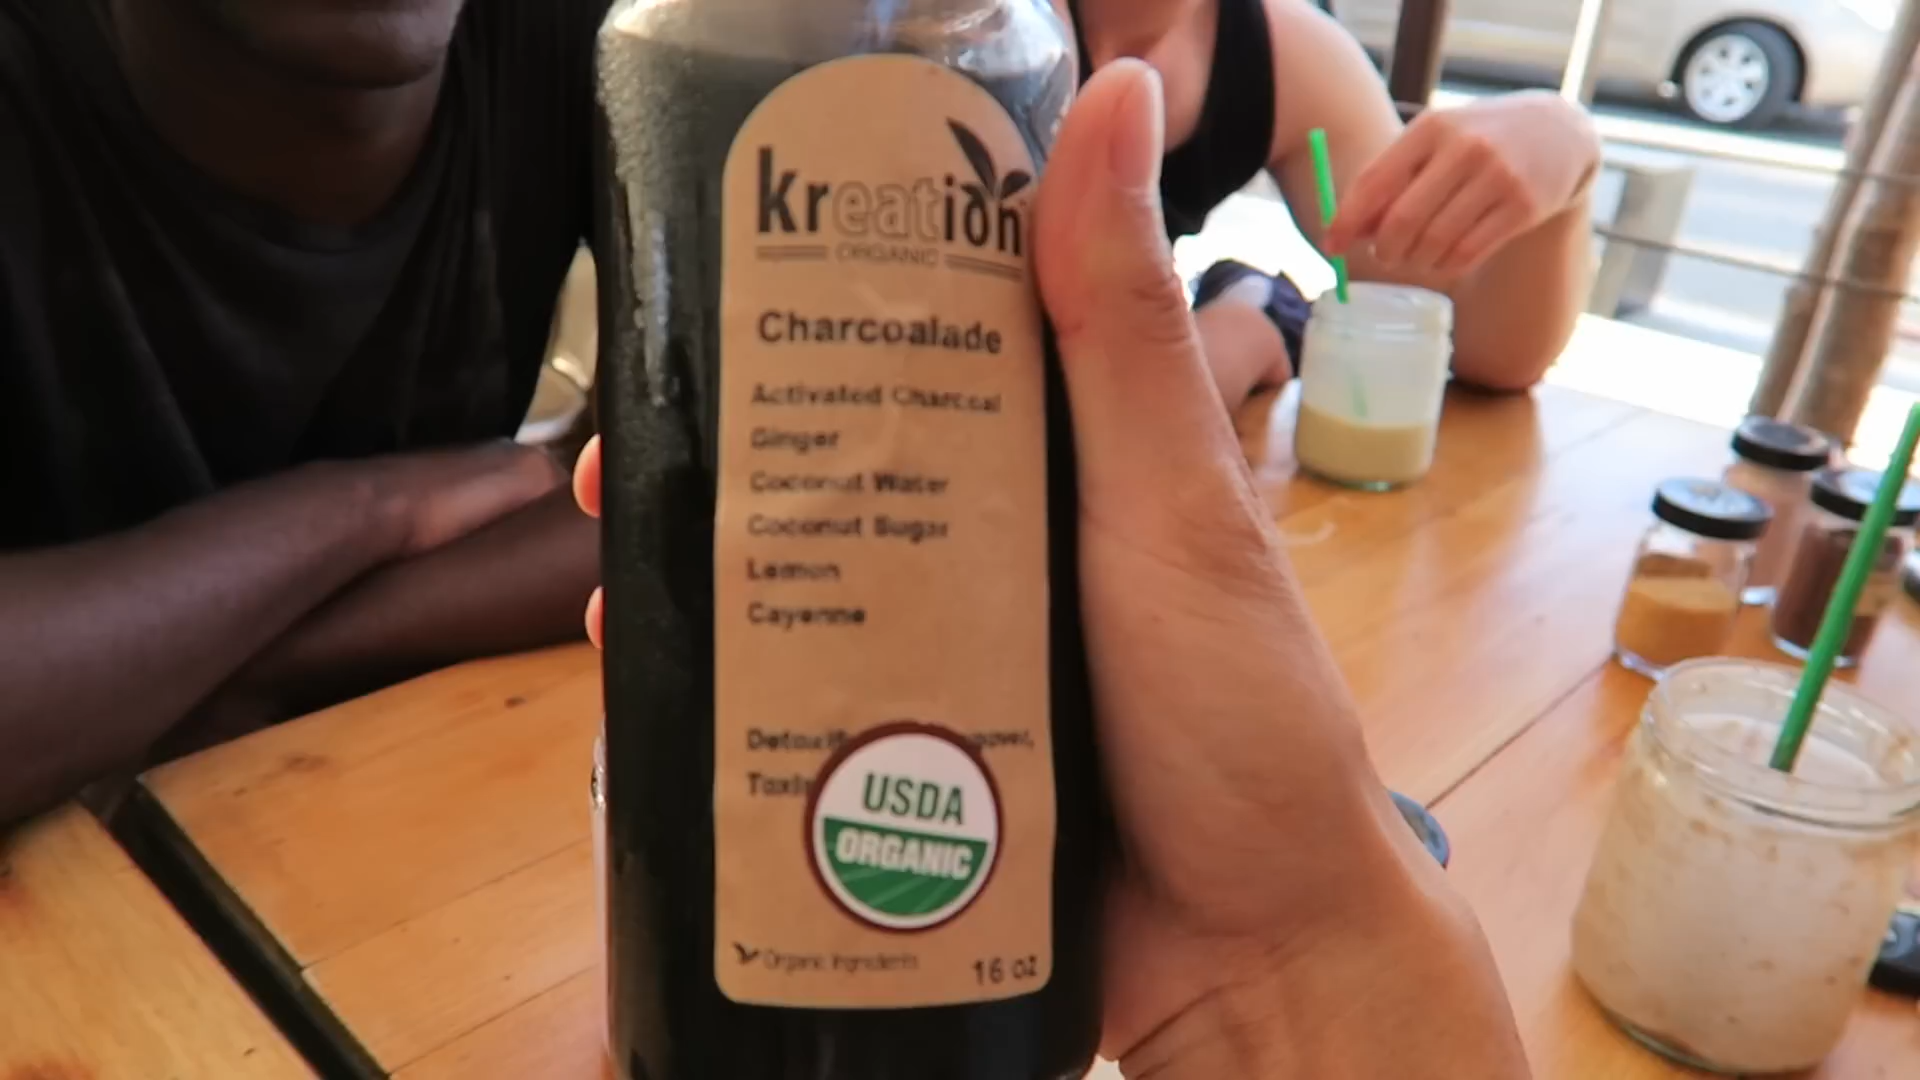 kreation
ORGANIC
Charcoalade
Activated Charcoal
Ginger
Coconut Water
Coconut Sugar
Lemon
Cayenne
USDA
ORGANIC
Organic Ingredients
16 oz